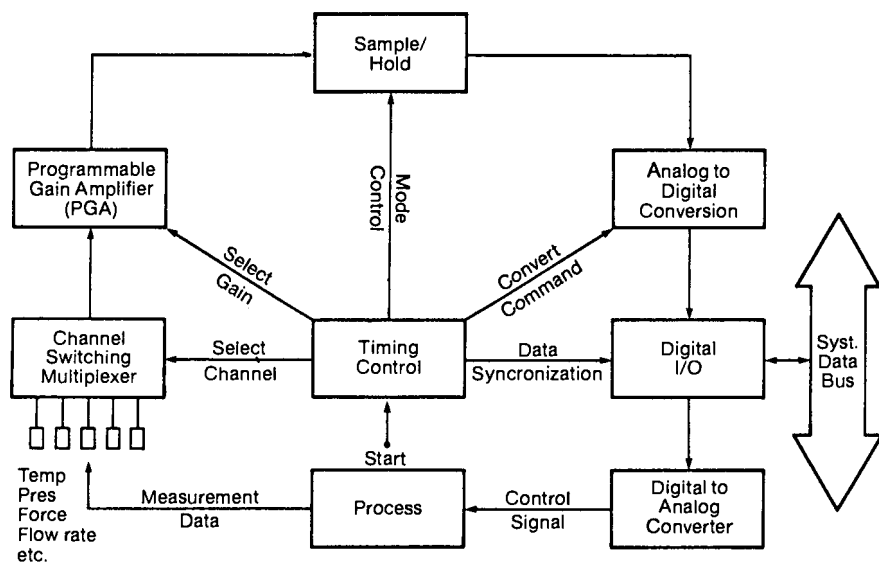 Sample/
Hold
Programmable
Gain Amplifier
(PGA)
Mode
Control
Analog to
Digital
Conversion
Select
Gain
Convert
Command
Channel
Switching
Multiplexer
Select
Channel
Timing
Control
Data
Syncronization
Digital
I/O
Syst.
Data
Bus
Start
Temp
Pres
Force
Flow rate
etc.
Measurement
Data
Process
Control
Signal
Digital to
Analog
Converter